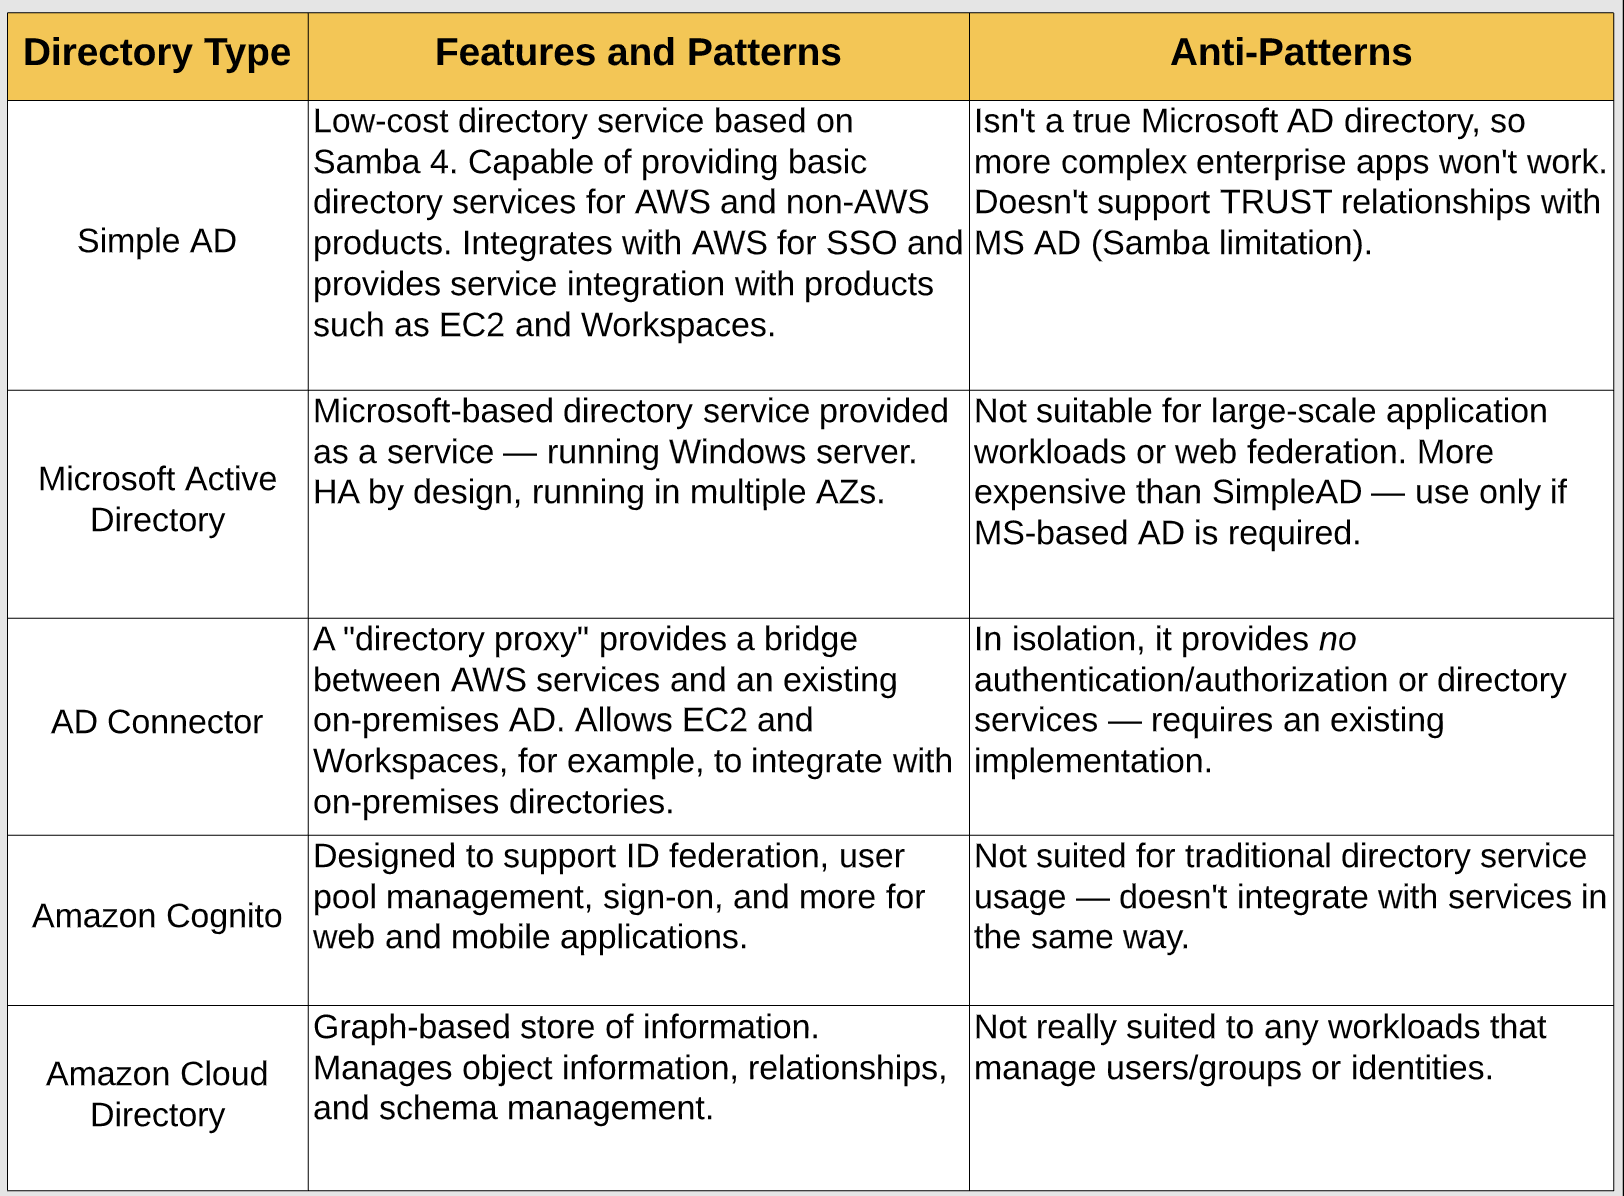 Directory Type
Features and Patterns
Anti-Patterns
Simple AD
Low-cost directory service based on
Samba 4. Capable of providing basic
directory services for AWS and non-AWS
products. Integrates with AWS for SSO and
provides service integration with products
such as EC2 and Workspaces.
Isn't a true Microsoft AD directory, so
more complex enterprise apps won't work.
Doesn't support TRUST relationships with
MS AD (Samba limitation).
Microsoft Active
Directory
Microsoft-based directory service provided
as a service — running Windows server.
HA by design, running in multiple AZs.
Not suitable for large-scale application
workloads or web federation. More
expensive than SimpleAD — use only if
MS-based AD is required.
AD Connector
A "directory proxy" provides a bridge
between AWS services and an existing
on-premises AD. Allows EC2 and
Workspaces, for example, to integrate with
on-premises directories.
In isolation, it provides no
authentication/authorization or directory
services — requires an existing
implementation.
Amazon Cognito
Designed to support ID federation, user
pool management, sign-on, and more for
web and mobile applications.
Not suited for traditional directory service
usage — doesn't integrate with services in
the same way.
Amazon Cloud
Directory
Graph-based store of information.
Manages object information, relationships,
and schema management.
Not really suited to any workloads that
manage users/groups or identities.